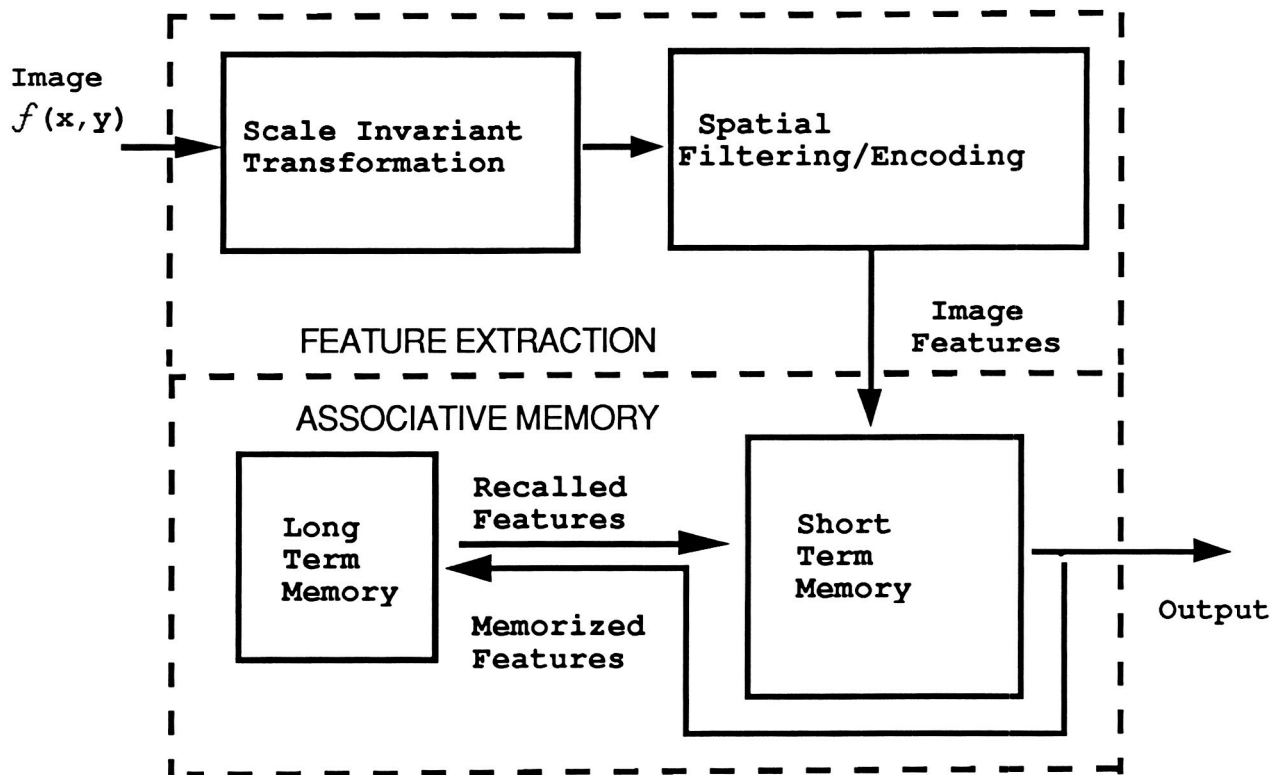 Image
f(x,y)
Scale Invariant
Transformation
Spatial
Filtering/Encoding
FEATURE EXTRACTION
Image
Features
ASSOCIATIVE MEMORY
Long
Term
Memory
Recalled
Features
Memorized
Features
Short
Term
Memory
Output